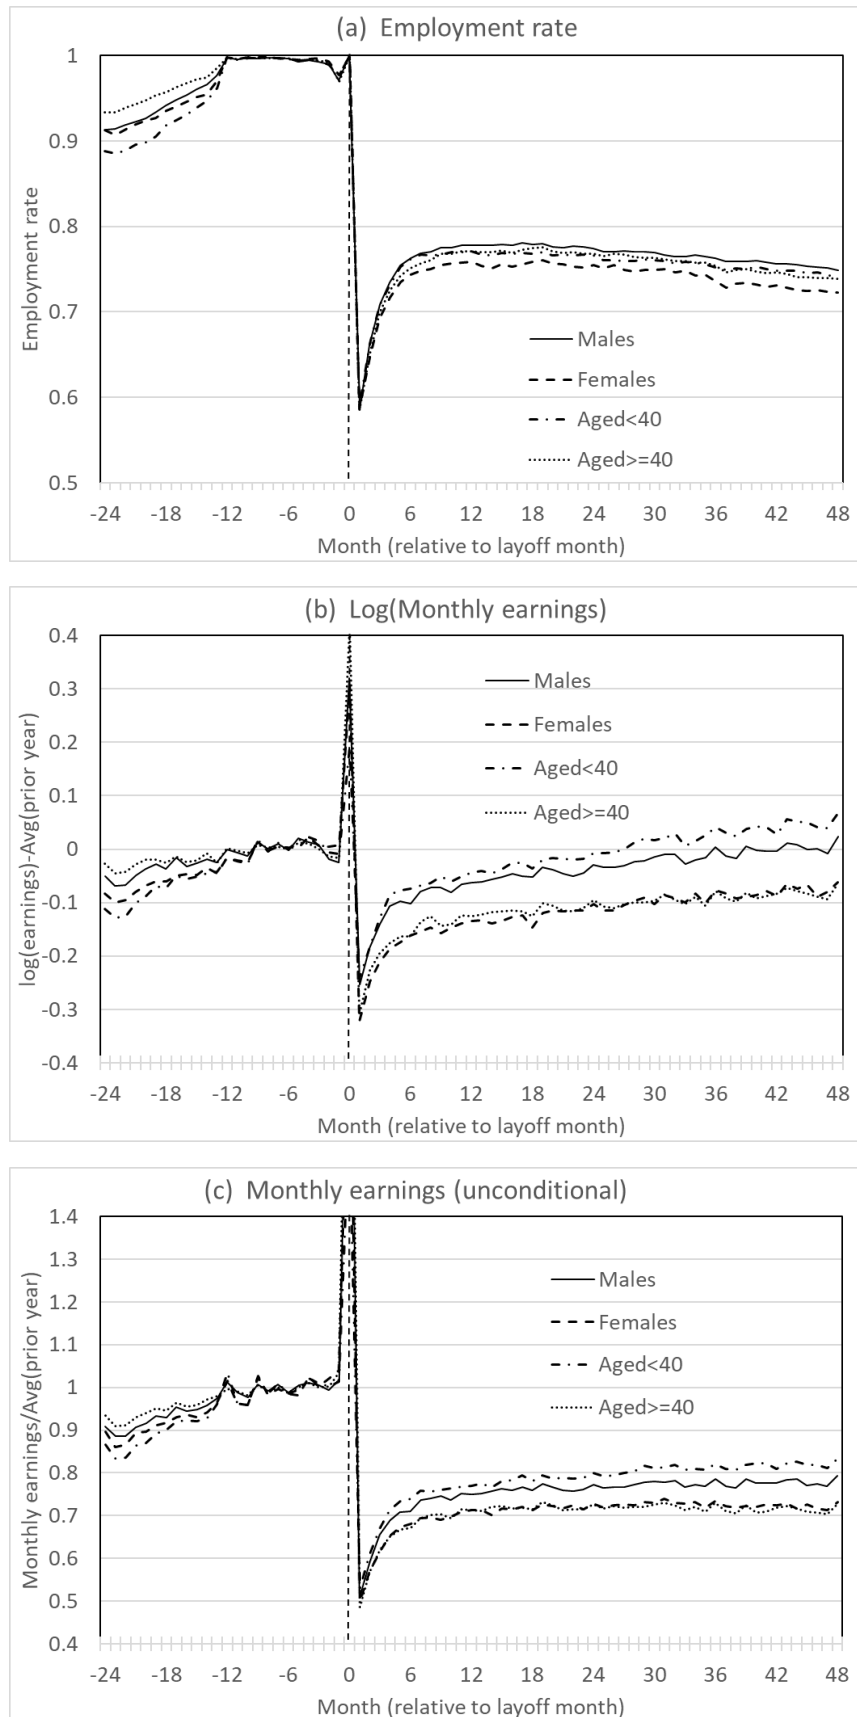 (a) Employment rate
1
0.9
0.8
0.7
0.6
0.5
Employment rate
Males
Females
Aged<40
Aged>=40
-24 -18 -12 -6 0 6 12 18 24 30 36 42 48
Month (relative to layoff month)
(b) Log(Monthly earnings)
0.4
0.3
0.2
0.1
0
-0.1
-0.2
-0.3
-0.4
log(earnings)-Avg(prior year)
Males
Females
Aged<40
Aged>=40
-24 -18 -12 -6 0 6 12 18 24 30 36 42 48
Month (relative to layoff month)
(c) Monthly earnings (unconditional)
1.4
1.3
1.2
1.1
1
0.9
0.8
0.7
0.6
0.5
0.4
Monthly earnings/Avg(prior year)
Males
Females
Aged<40
Aged>=40
-24 -18 -12 -6 0 6 12 18 24 30 36 42 48
Month (relative to layoff month)